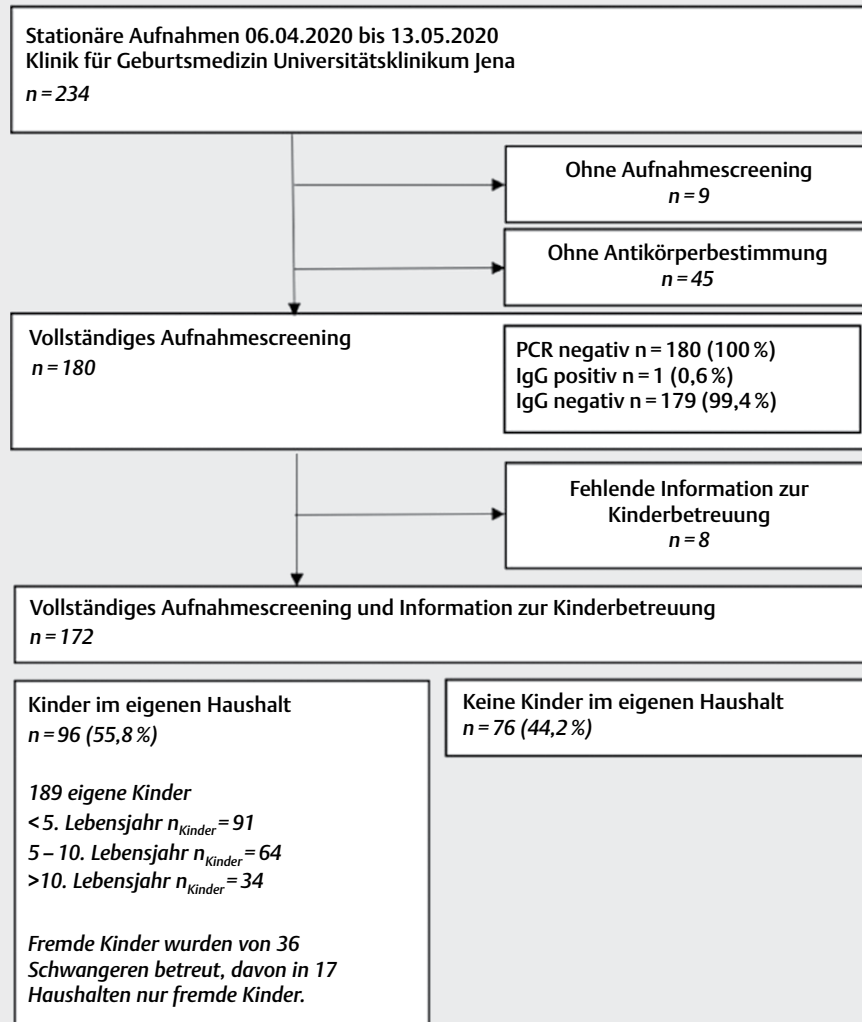 Stationäre Aufnahmen 06.04.2020 bis 13.05.2020
Klinik für Geburtsmedizin Universitätsklinikum Jena
n = 234
Ohne Aufnahmescreening
n = 9
Ohne Antikörperbestimmung
n = 45
Vollständiges Aufnahmescreening
n = 180
PCR negativ n = 180 (100 %)
IgG positiv n = 1 (0,6 %)
IgG negativ n = 179 (99,4 %)
Fehlende Information zur
Kinderbetreuung
n = 8
Vollständiges Aufnahmescreening und Information zur Kinderbetreuung
n = 172
Kinder im eigenen Haushalt
n = 96 (55,8 %)
189 eigene Kinder
< 5. Lebensjahr nKinder = 91
5 – 10. Lebensjahr nKinder = 64
>10. Lebensjahr nKinder = 34
Fremde Kinder wurden von 36
Schwangeren betreut, davon in 17
Haushalten nur fremde Kinder.
Keine Kinder im eigenen Haushalt
n = 76 (44,2 %)